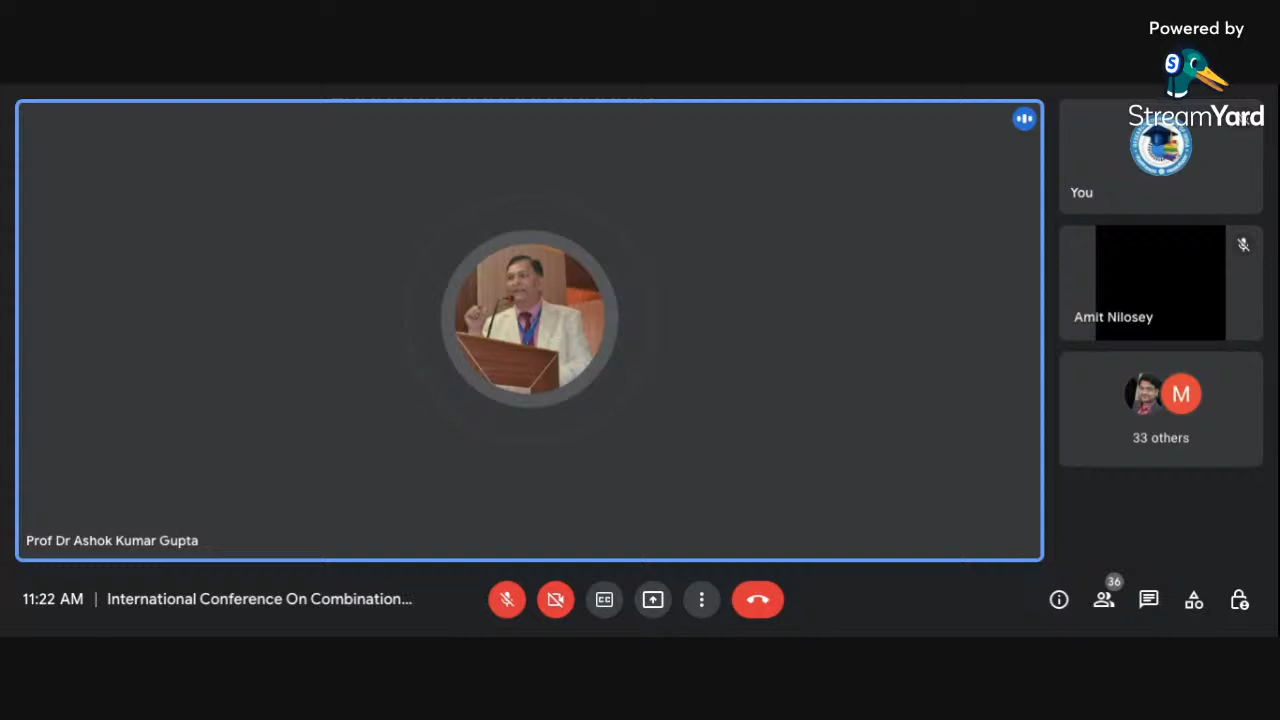 Powered by
S
StreamYard
You
Amit Nilosey
M
33 others
Prof Dr Ashok Kumar Gupta
11:22 AM | International Conference On Combination...
CC
36